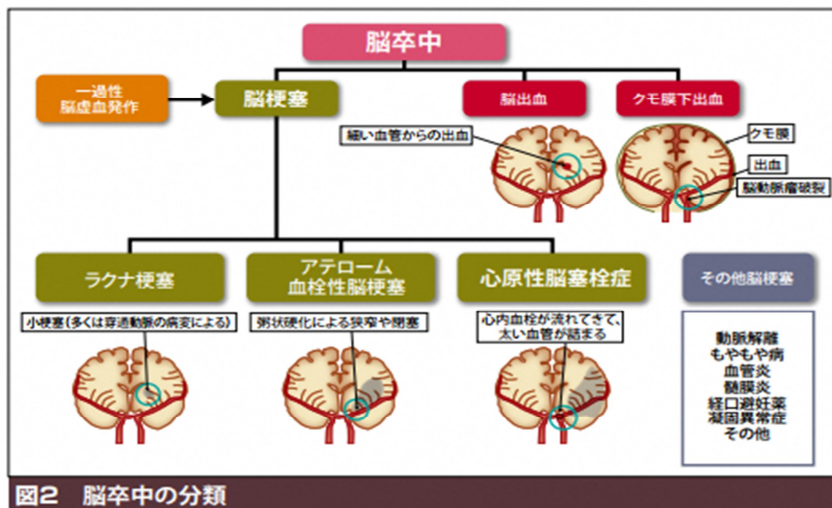 脳卒中
一過性
脳虚血発作
脳梗塞
脳出血
クモ膜下出血
細い血管からの出血
クモ膜
出血
脳動脈瘤破裂
ラクナ梗塞
アテローム
血栓性脳梗塞
心原性脳塞栓症
その他脳梗塞
小梗塞(多くは穿通動脈の病変による)
粥状硬化による狭窄や閉塞
心内血栓が流れてきて、
太い血管が詰まる
動脈解離
もやもや病
血管炎
髄膜炎
経口避妊薬
凝固異常症
その他
図2 脳卒中の分類